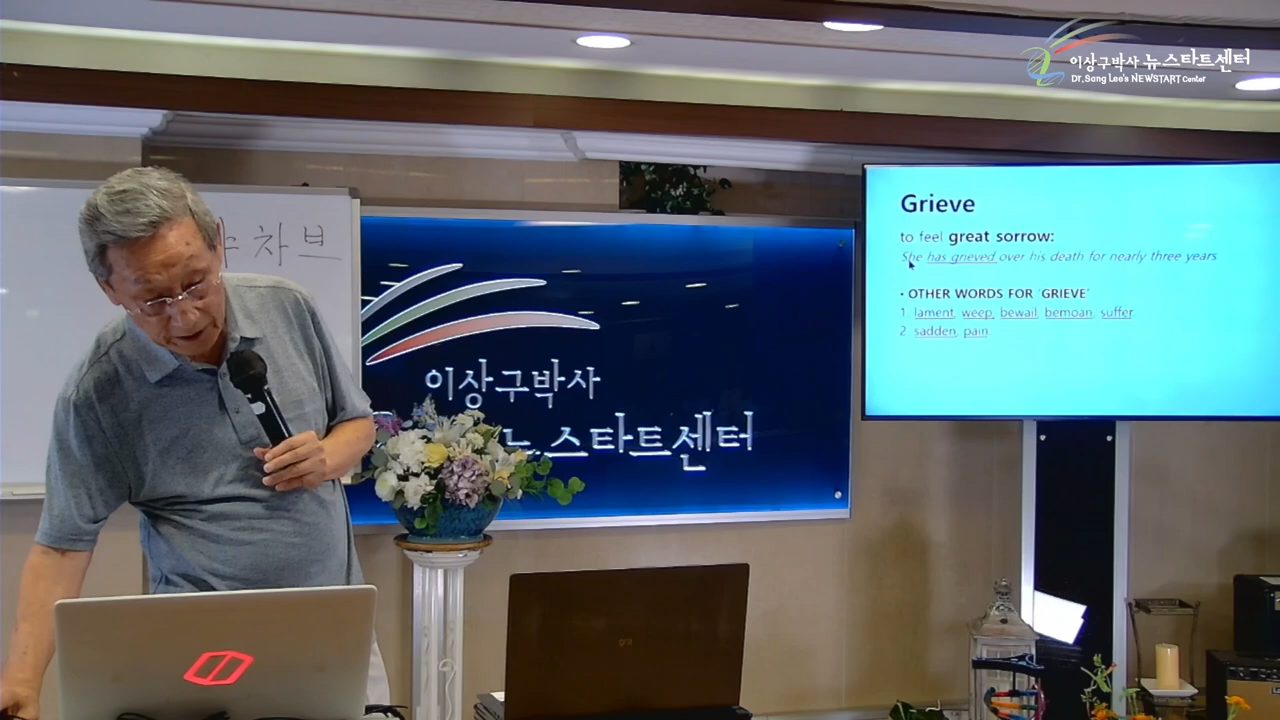 이상구박사 뉴스타트센터
Dr. Sang Lee's NEWSTART Center
차브
이상구박사
뉴스타트센터
Grieve
to feel great sorrow:
She has grieved over his death for nearly three years
• OTHER WORDS FOR 'GRIEVE'
1 lament, weep, bewail, bemoan, suffer.
2 sadden, pain.